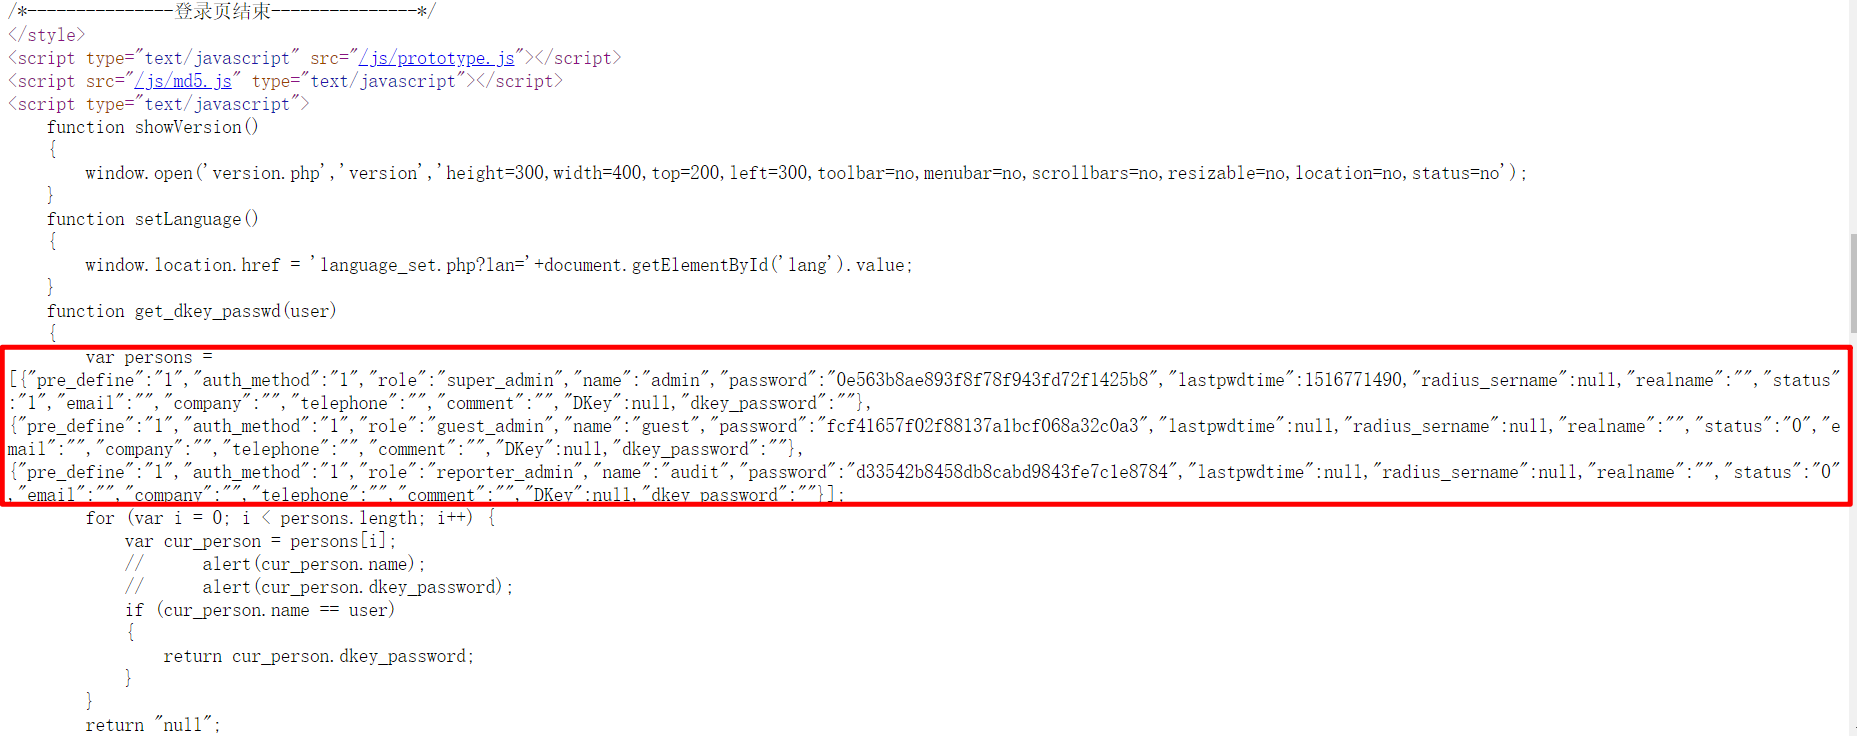 /*---------------登录页结束---------------*/
</style>
<script type="text/javascript" src="/js/prototype.js"></script>
<script src="/js/md5.js" type="text/javascript"></script>
<script type="text/javascript">
    function showVersion()
    {
        window.open('version.php','version','height=300,width=400,top=200,left=300,toolbar=no,menubar=no,scrollbars=no,resizable=no,location=no,status=no');
    }
    function setLanguage()
    {
        window.location.href = 'language_set.php?lan='+document.getElementById('lang').value;
    }
    function get_dkey_passwd(user)
    {
        var persons =
[{"pre_define":"1","auth_method":"1","role":"super_admin","name":"admin","password":"0e563b8ae893f8f78f943fd72f1425b8","lastpwdtime":1516771490,"radius_sername":null,"realname":"","status"
:"1","email":"","company":"","telephone":"","comment":"","DKey":null,"dkey_password":""},
{"pre_define":"1","auth_method":"1","role":"guest_admin","name":"guest","password":"fcf41657f02f88137a1bcf068a32c0a3","lastpwdtime":null,"radius_sername":null,"realname":"","status":"0","e
mail":"","company":"","telephone":"","comment":"","DKey":null,"dkey_password":""},
{"pre_define":"1","auth_method":"1","role":"reporter_admin","name":"audit","password":"d33542b8458db8cabd9843fe7c1e8784","lastpwdtime":null,"radius_sername":null,"realname":"","status":"0"
,"email":"","company":"","telephone":"","comment":"","DKey":null,"dkey_password":""}];
        for (var i = 0; i < persons.length; i++) {
            var cur_person = persons[i];
            //      alert(cur_person.name);
            //      alert(cur_person.dkey_password);
            if (cur_person.name == user)
            {
                return cur_person.dkey_password;
            }
        }
        return "null";